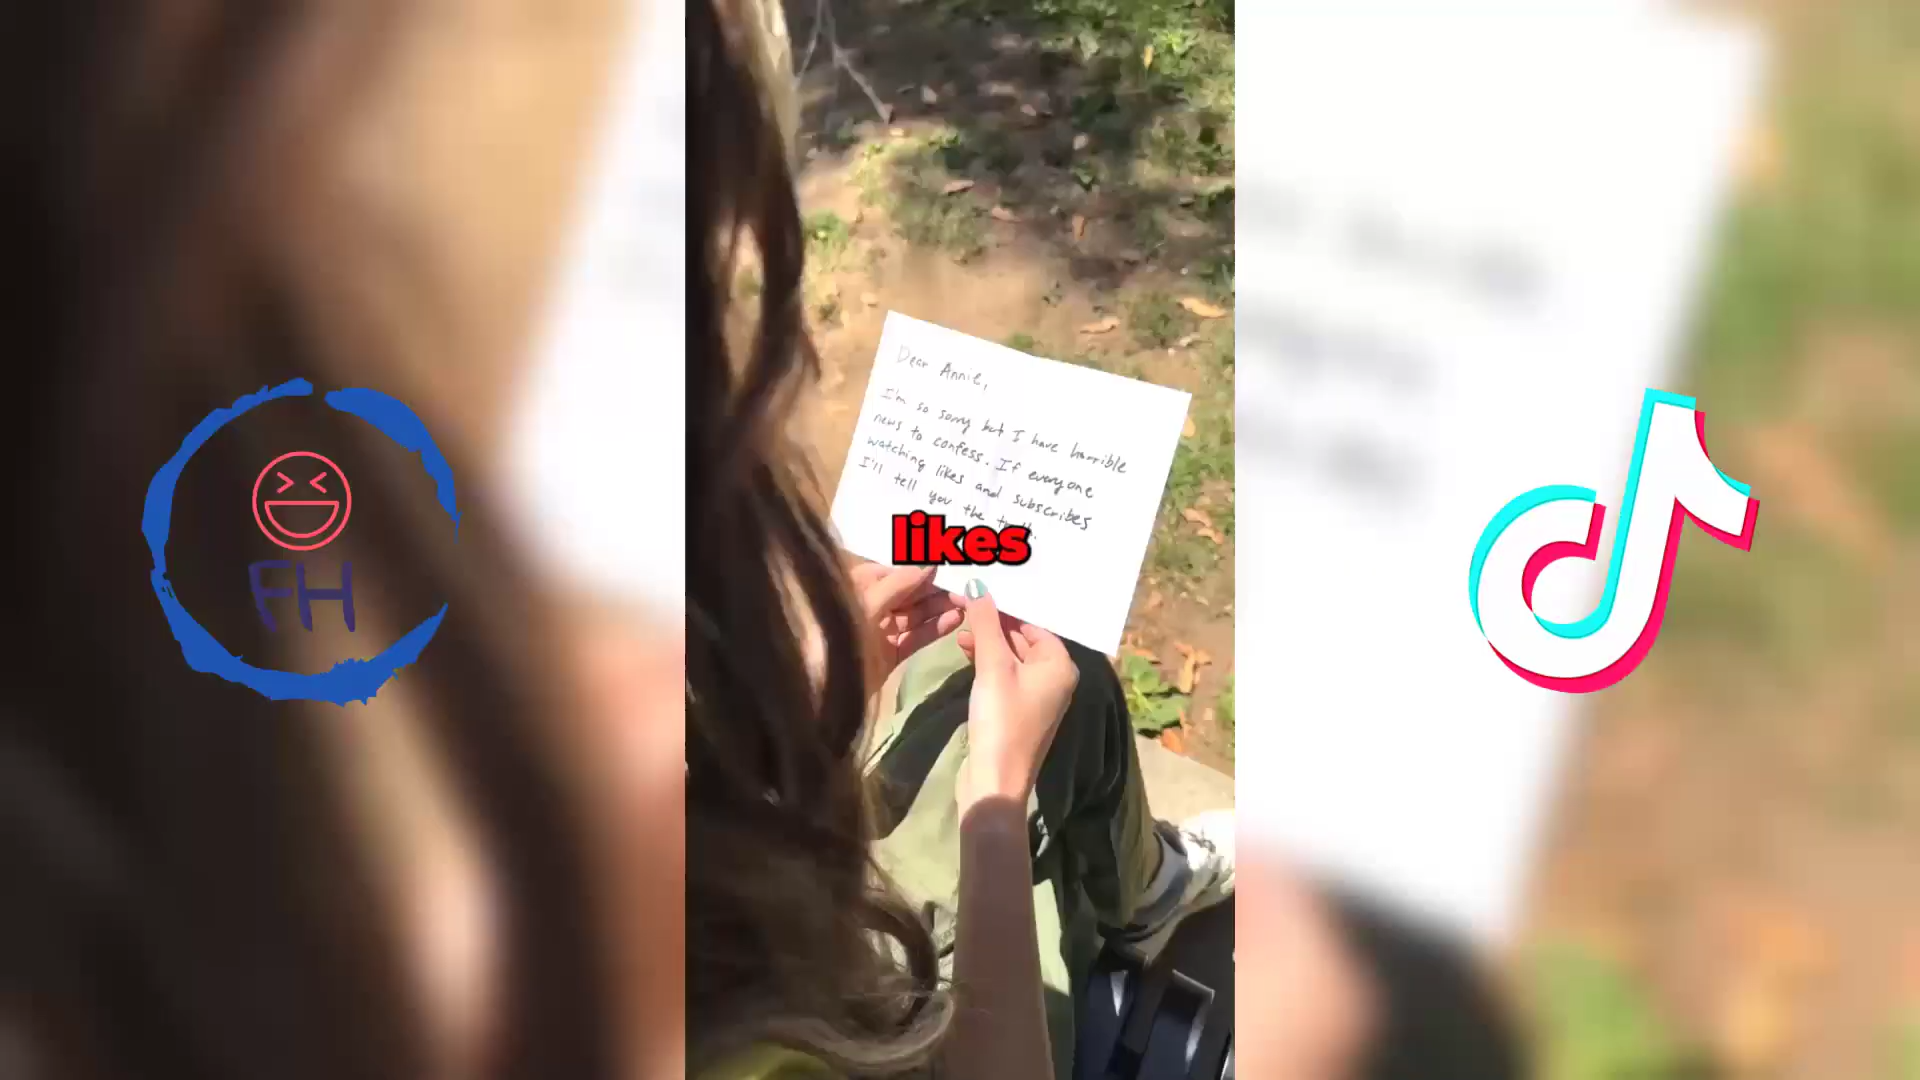 Dear Annie,
I'm so sorry but I have horrible
news to confess. If everyone
watching likes and subscribes
I'll tell you the
likes
FH